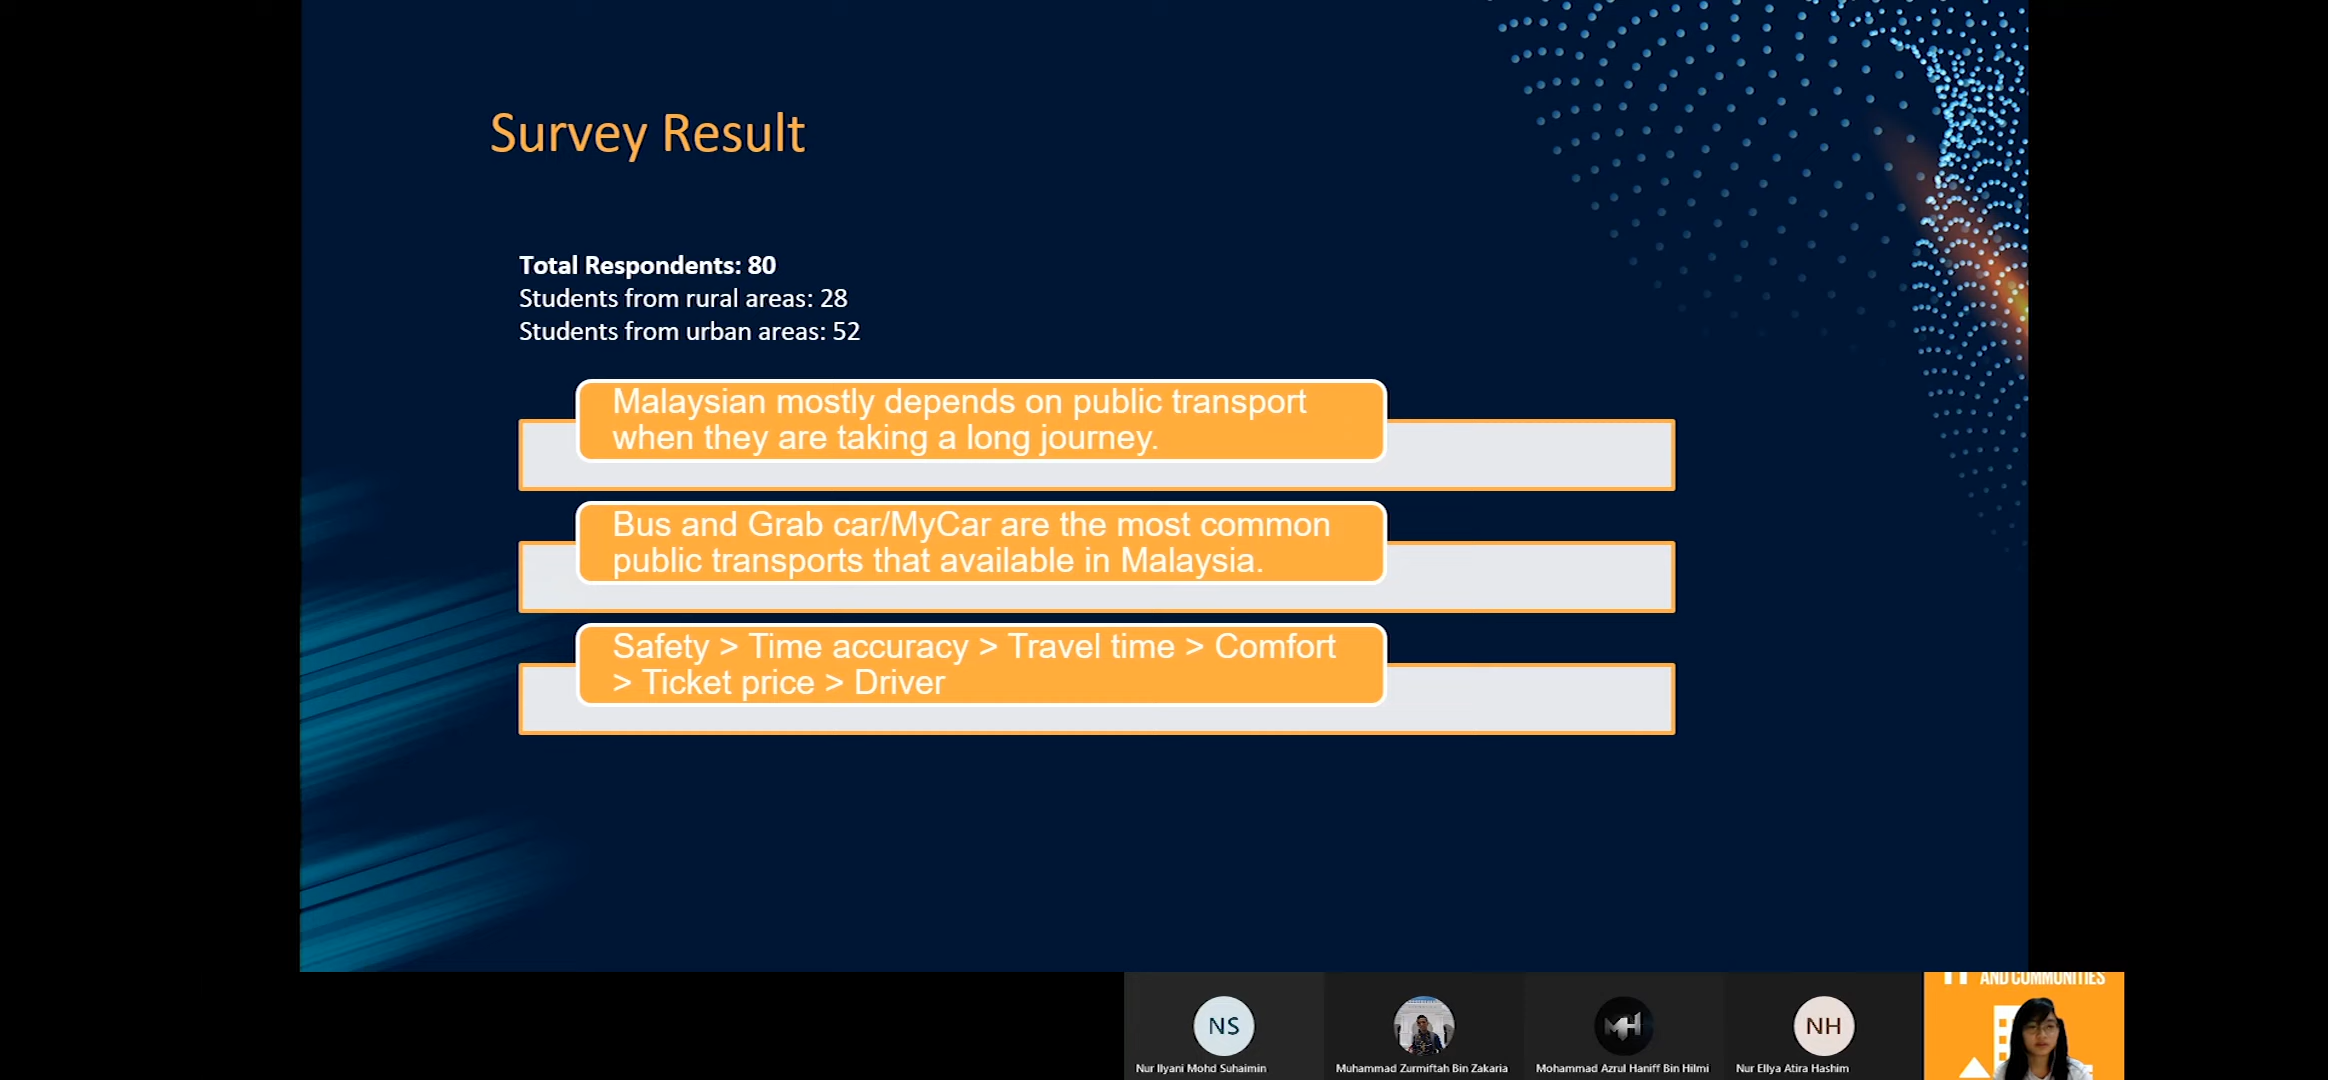 Survey Result
Total Respondents: 80
Students from rural areas: 28
Students from urban areas: 52
Malaysian mostly depends on public transport
when they are taking a long journey.
Bus and Grab car/MyCar are the most common
public transports that available in Malaysia.
Safety > Time accuracy > Travel time > Comfort
> Ticket price > Driver
AND COMMUNITIES
NS
MH
NH
Nur Ilyani Mohd Suhaimin
Muhammad Zurmiftah Bin Zakaria
Mohammad Azrul Haniff Bin Hilmi
Nur Ellya Atira Hashim